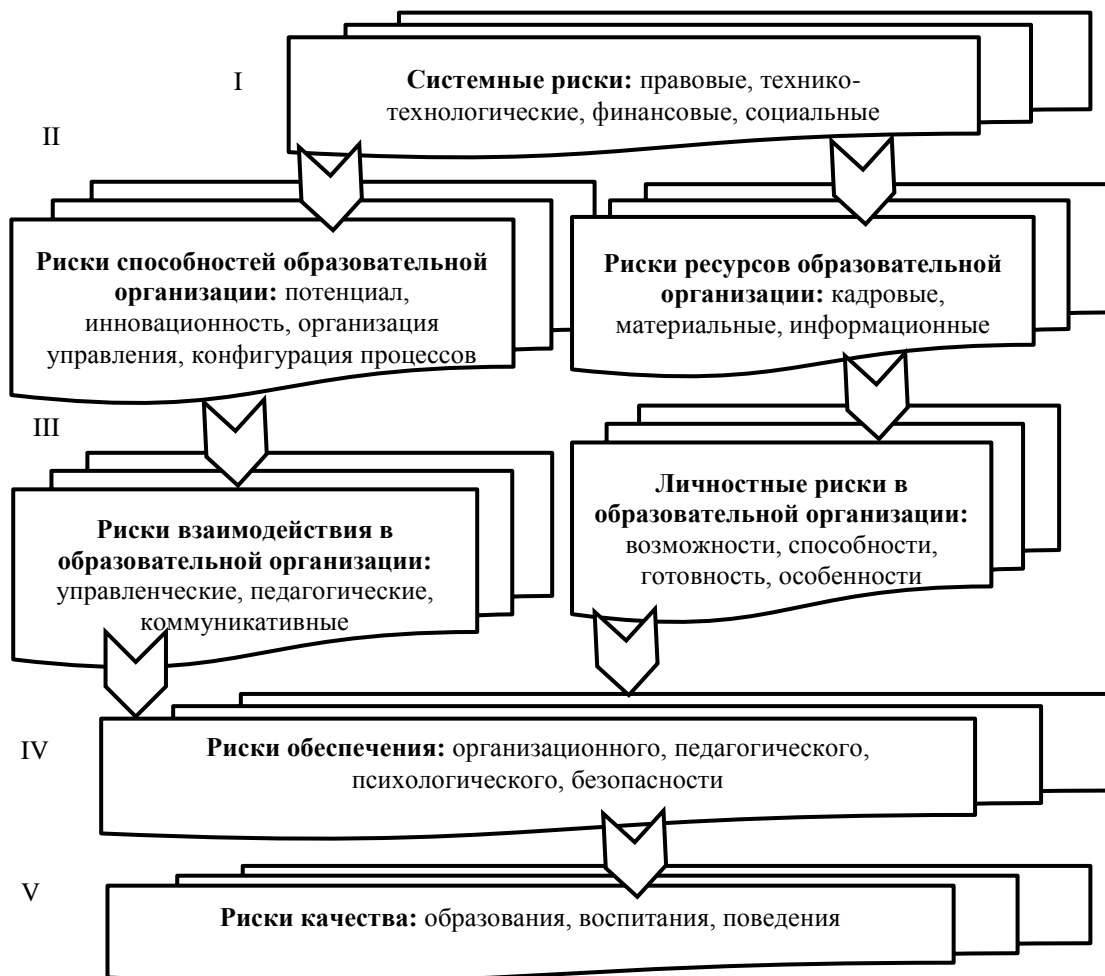 I
Системные риски: правовые, технико-
технологические, финансовые, социальные
II
Риски способностей образовательной
организации: потенциал,
инновационность, организация
управления, конфигурация процессов
Риски ресурсов образовательной
организации: кадровые,
материальные, информационные
III
Риски взаимодействия в
образовательной организации:
управленческие, педагогические,
коммуникативные
Личностные риски в
образовательной организации:
возможности, способности,
готовность, особенности
IV
Риски обеспечения: организационного, педагогического,
психологического, безопасности
V
Риски качества: образования, воспитания, поведения